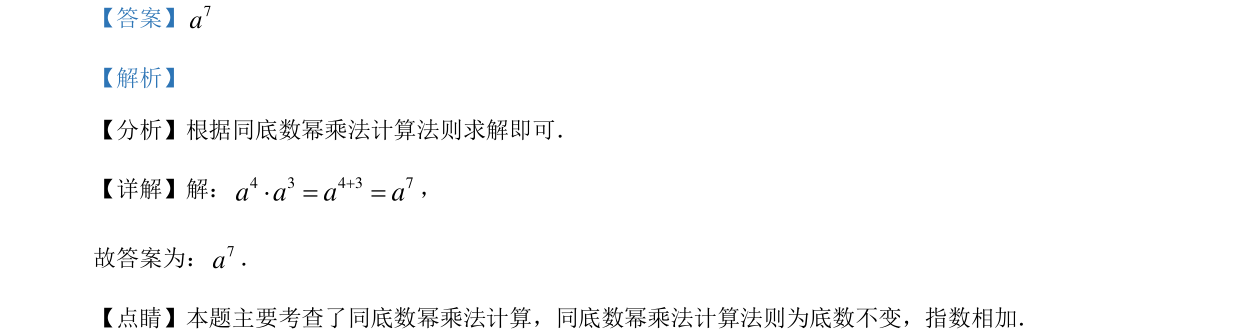 【答案】a⁷
【解析】
【分析】根据同底数幂乘法计算法则求解即可．
【详解】解：a⁴·a³=a⁴⁺³=a⁷，
故答案为：a⁷．
【点睛】本题主要考查了同底数幂乘法计算，同底数幂乘法计算法则为底数不变，指数相加．